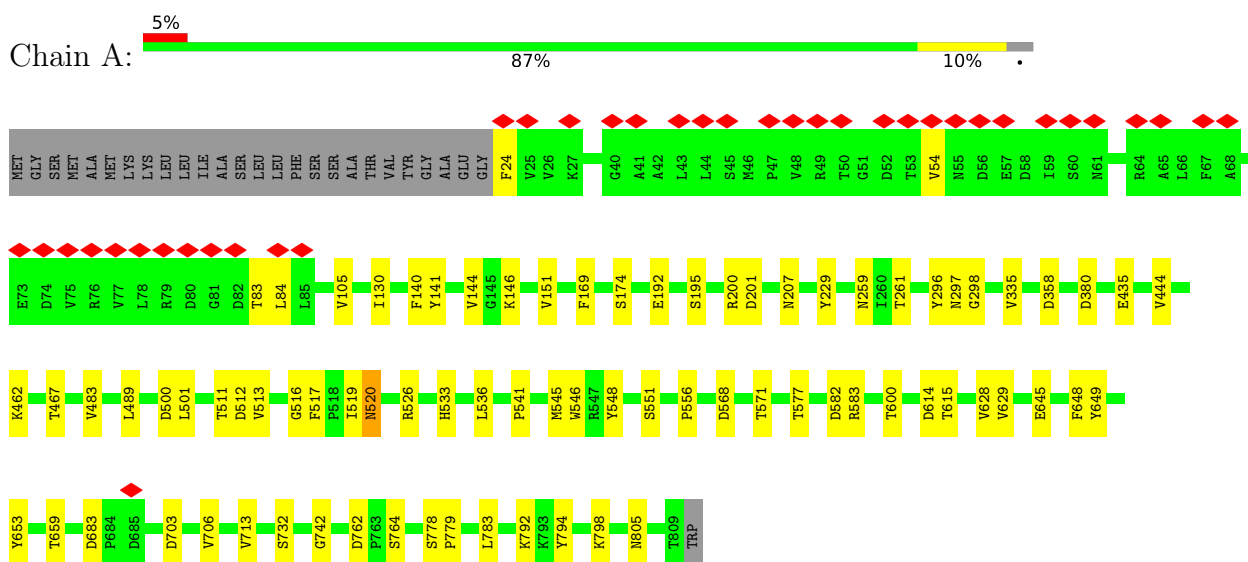 5%
Chain A:
87% 10% •
MET GLY SER MET ALA MET LYS LYS LEU LEU ILE ALA SER LEU LEU PHE SER SER ALA THR VAL TYR GLY ALA GLU GLY F24 V25 V26 K27 G40 A41 A42 L43 L44 S45 M46 P47 V48 R49 T50 G51 D52 T53 V54 N55 D56 E57 D58 I59 S60 N61 R64 A65 L66 F67 A68
E73 D74 V75 R76 V77 L78 R79 D80 G81 D82 T83 L84 L85 V105 I130 F140 Y141 V144 G145 K146 V151 F169 S174 E192 S195 R200 D201 N207 Y229 N259 I260 T261 Y296 N297 G298 V335 D358 D380 E435 V444
K462 T467 V483 L489 D500 L501 T511 D512 V513 G516 F517 P518 I519 N520 R526 H533 L536 P541 M545 W546 R547 Y548 S551 P556 D568 T571 T577 D582 R583 T600 D614 T615 V628 V629 E645 F648 Y649
Y653 T659 D683 P684 D685 D703 V706 V713 S732 G742 D762 P763 S764 S778 P779 L783 K792 K793 Y794 K798 N805 T809 TRP